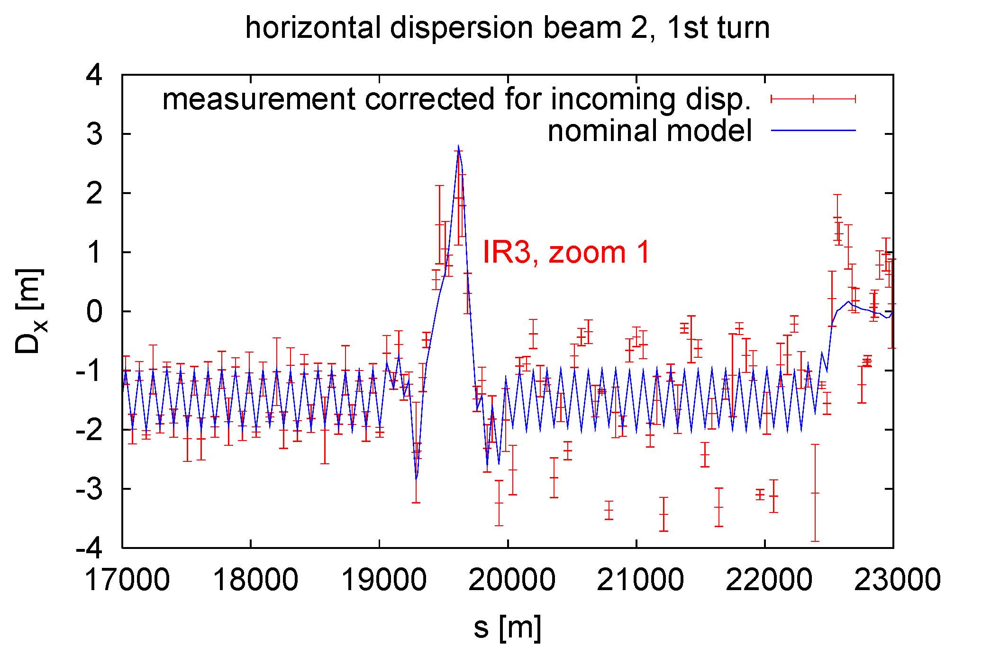 horizontal dispersion beam 2, 1st turn
4
measurement corrected for incoming disp.
3
nominal model
2
1
IR3, zoom 1
0
Dx [m]
-1
-2
-3
-4
17000 18000 19000 20000 21000 22000 23000
s [m]